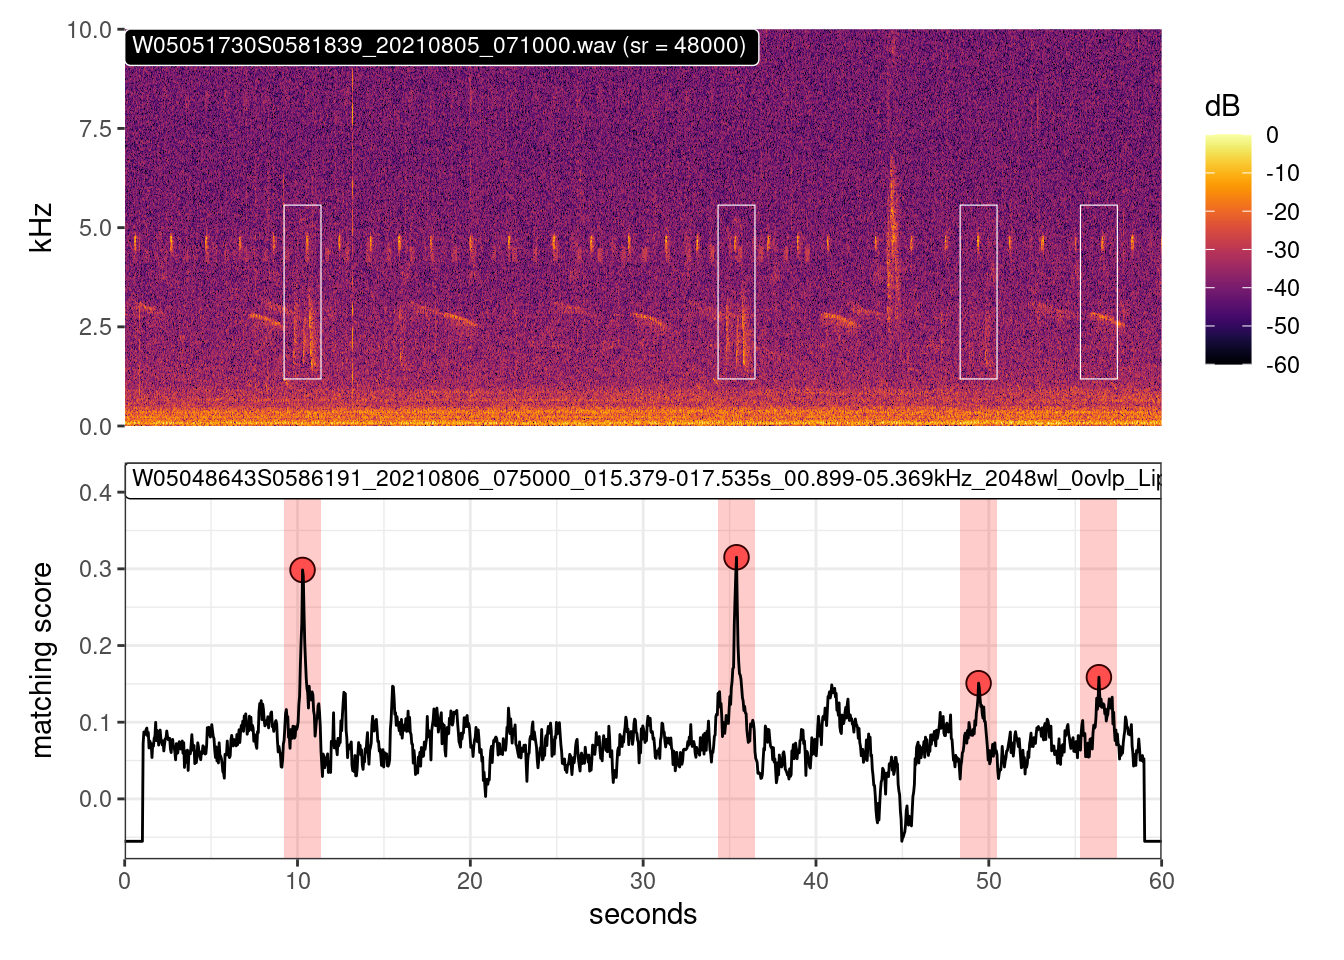 W05051730S0581839_20210805_071000.wav (sr = 48000)
10.0
7.5
5.0
2.5
0.0
kHz
dB
0
-10
-20
-30
-40
-50
-60
W05048643S0586191_20210806_075000_015.379-017.535s_00.899-05.369kHz_2048wl_0ovlp_Lip
0.4
0.3
0.2
0.1
0.0
matching score
0 10 20 30 40 50 60
seconds